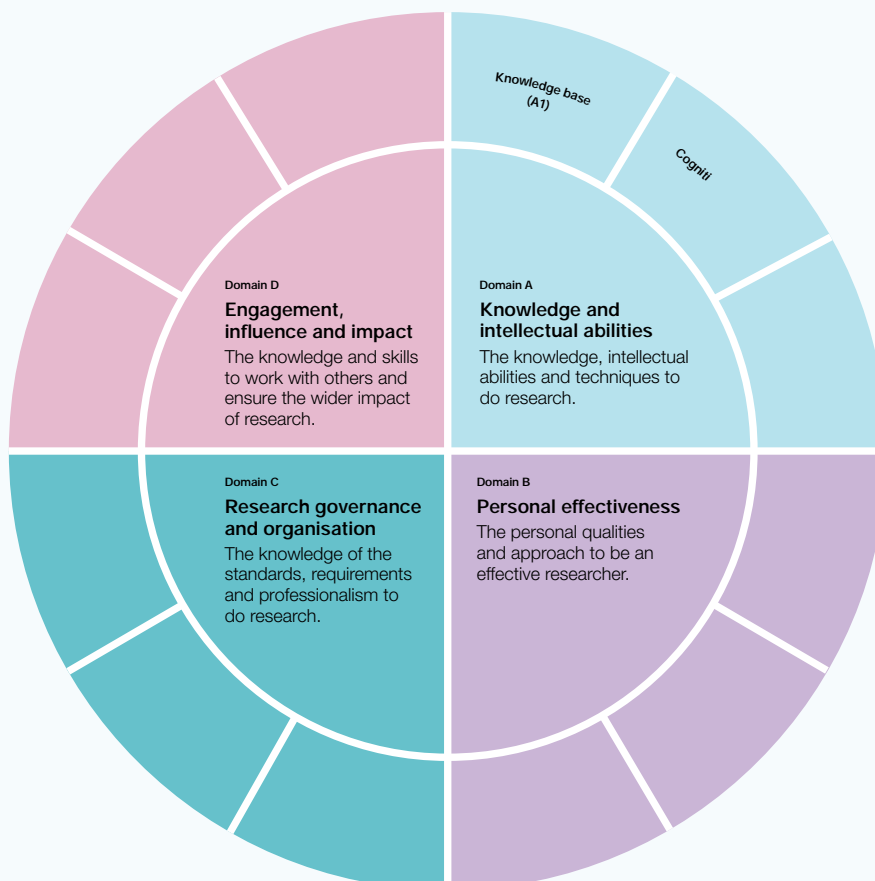 Knowledge base
(A1)
Cogniti
Domain D
Engagement,
influence and impact
The knowledge and skills
to work with others and
ensure the wider impact
of research.
Domain A
Knowledge and
intellectual abilities
The knowledge, intellectual
abilities and techniques to
do research.
Domain C
Research governance
and organisation
The knowledge of the
standards, requirements
and professionalism to
do research.
Domain B
Personal effectiveness
The personal qualities
and approach to be an
effective researcher.